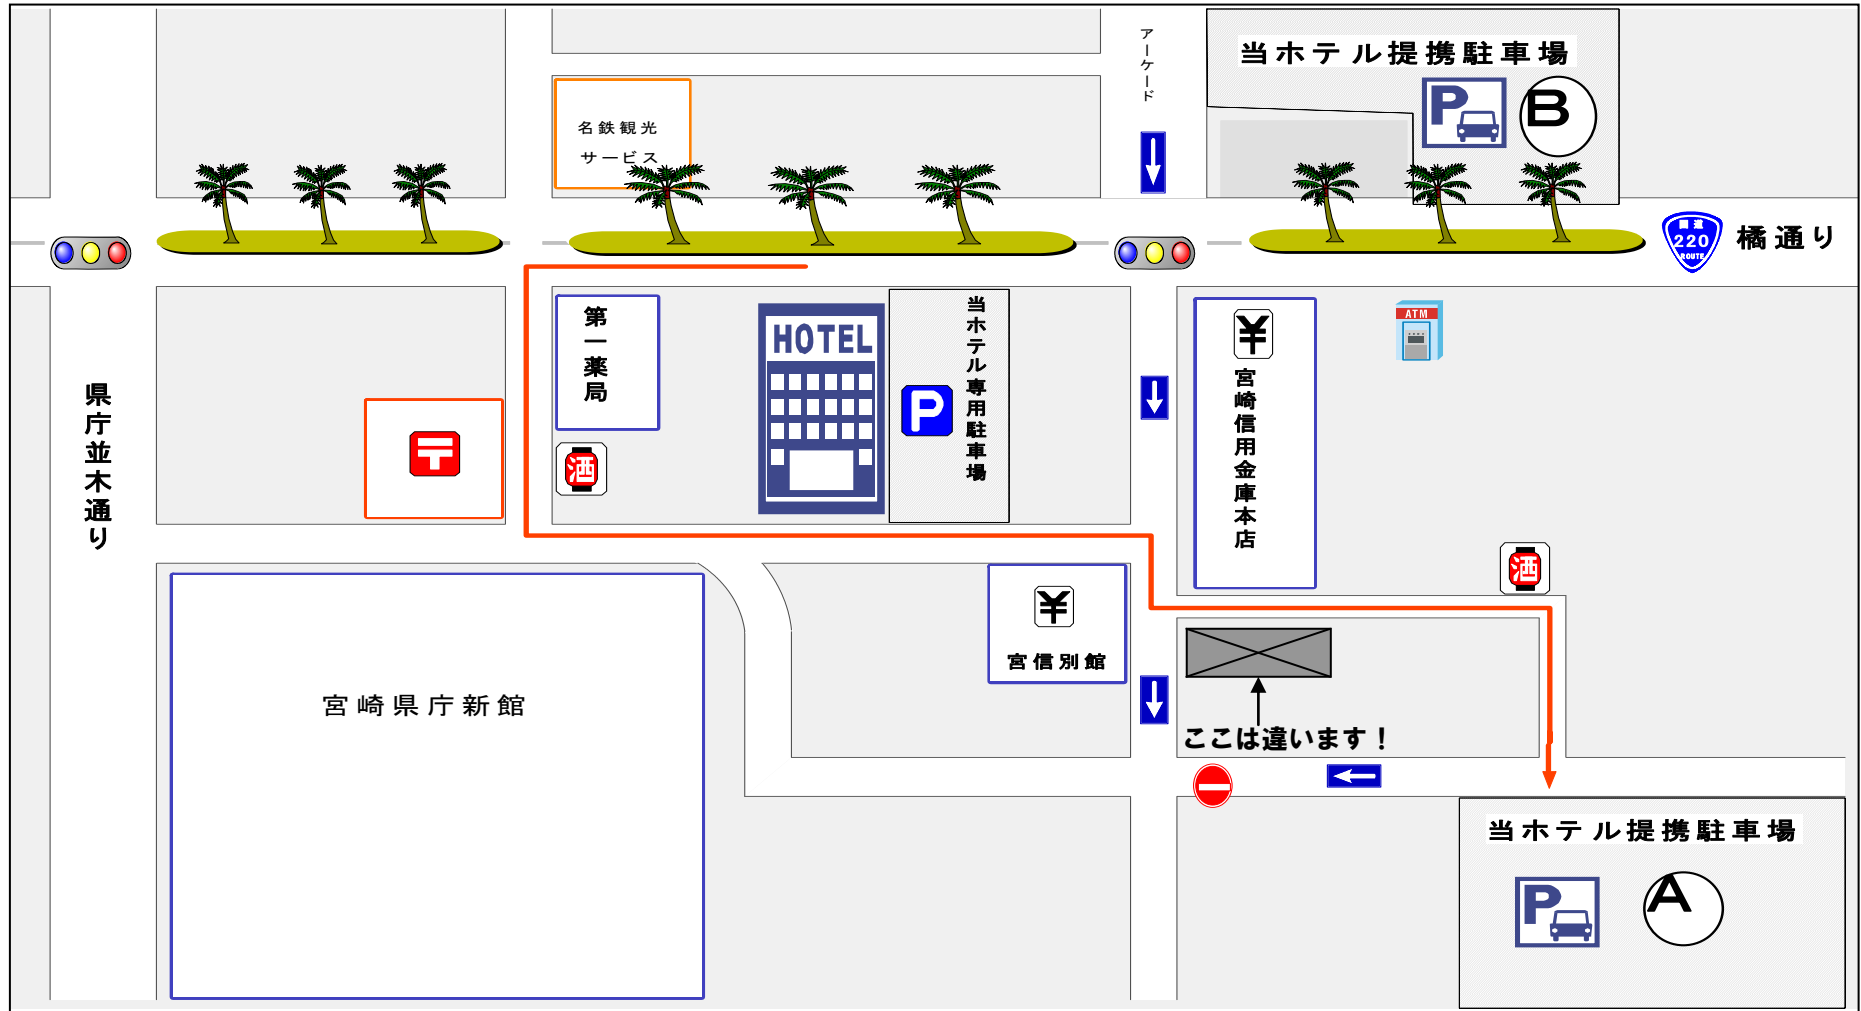 アーケード
当ホテル提携駐車場
P
B
名鉄観光
サービス
国道
220
ROUTE
橘通り
第一薬局
HOTEL
当ホテル専用駐車場
P
¥
宮崎信用金庫本店
ATM
県庁並木通り
〒
酒
酒
¥
宮信別館
宮崎県庁新館
ここは違います！
当ホテル提携駐車場
P
A